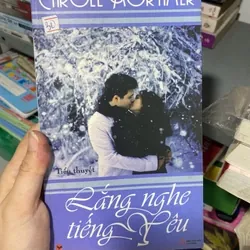 CAROLE MORTIMER
Tiểu thuyết
Lắng nghe
tiếng Yêu